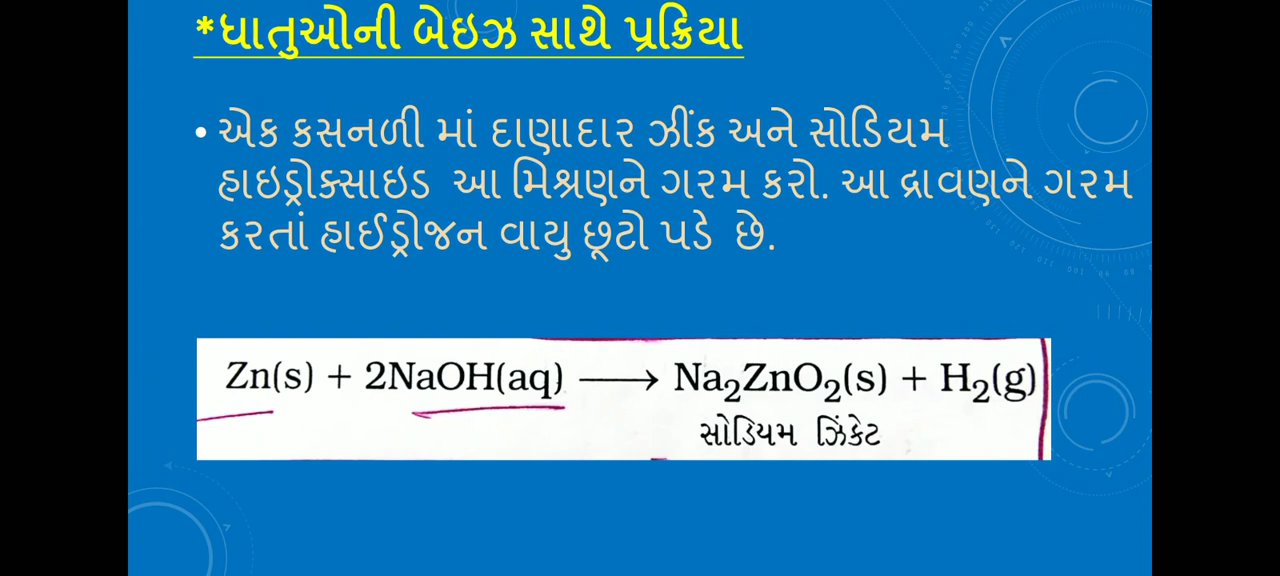 *ધાતુઓની બેઇઝ સાથે પ્રક્રિયા
• એક કસનળી માં દાણાદાર ઝીંક અને સોડિયમ
હાઇડ્રોક્સાઇડ આ મિશ્રણને ગરમ કરો. આ દ્રાવણને ગરમ
કરતાં હાઈડ્રોજન વાયુ છૂટો પડે છે.
Zn(s) + 2NaOH(aq) ⟶ Na₂ZnO₂(s) + H₂(g)
સોડિયમ ઝિંકેટ